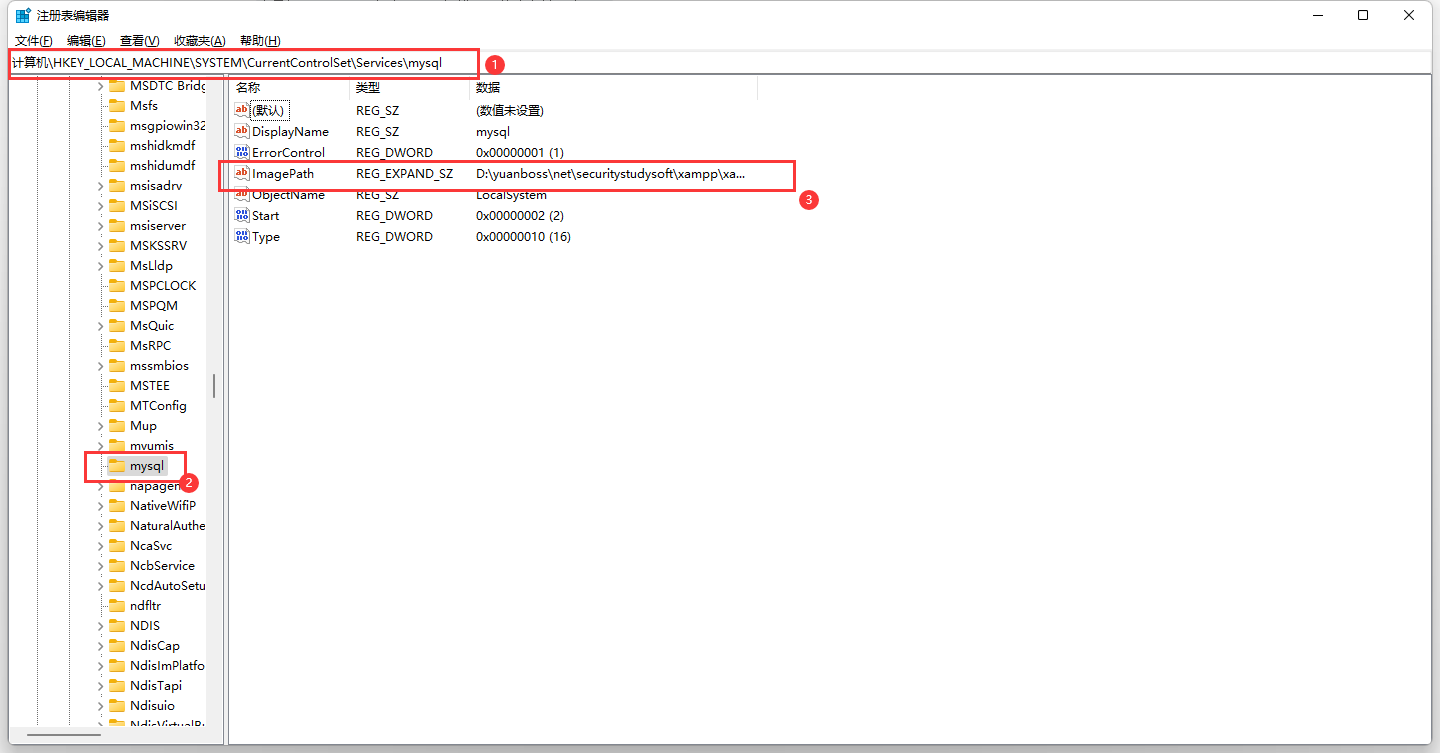 注册表编辑器
文件(F) 编辑(E) 查看(V) 收藏夹(A) 帮助(H)
计算机\HKEY_LOCAL_MACHINE\SYSTEM\CurrentControlSet\Services\mysql
1
MSDTC Bridg
Msfs
msgpiowin32
mshidkmdf
mshidumdf
msisadrv
MSiSCSI
msiserver
MSKSSRV
MsLldp
MSPCLOCK
MSPQM
MsQuic
MsRPC
mssmbios
MSTEE
MTConfig
Mup
mvumis
mysql
2
napagen
NativeWifiP
NaturalAuthe
NcaSvc
NcbService
NcdAutoSetu
ndfltr
NDIS
NdisCap
NdisImPlatfo
NdisTapi
Ndisuio
NdisVirtualBu
名称 类型 数据
(默认) REG_SZ (数值未设置)
DisplayName REG_SZ mysql
ErrorControl REG_DWORD 0x00000001 (1)
ImagePath REG_EXPAND_SZ D:\yuanboss\net\securitystudysoft\xampp\xa...
3
ObjectName REG_SZ LocalSystem
Start REG_DWORD 0x00000002 (2)
Type REG_DWORD 0x00000010 (16)